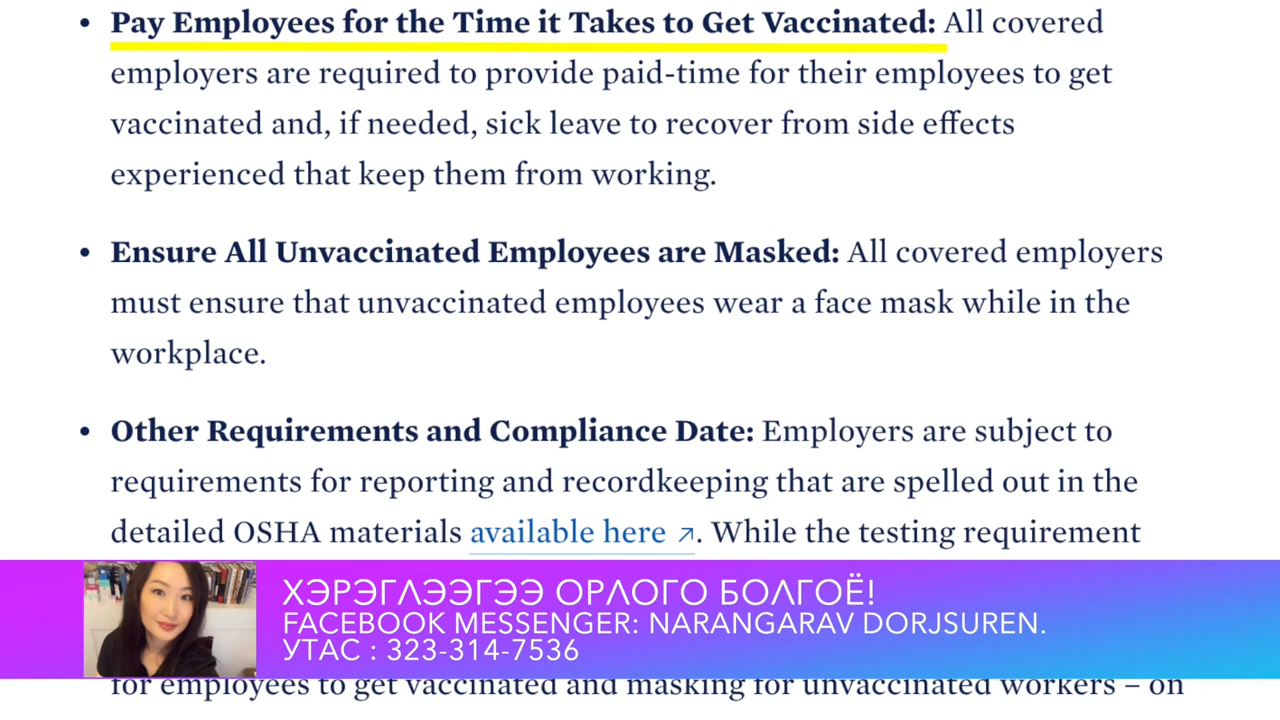 • Pay Employees for the Time it Takes to Get Vaccinated: All covered
employers are required to provide paid-time for their employees to get
vaccinated and, if needed, sick leave to recover from side effects
experienced that keep them from working.
• Ensure All Unvaccinated Employees are Masked: All covered employers
must ensure that unvaccinated employees wear a face mask while in the
workplace.
• Other Requirements and Compliance Date: Employers are subject to
requirements for reporting and recordkeeping that are spelled out in the
detailed OSHA materials available here ↗. While the testing requirement
ХЭРЭГЛЭЭГЭЭ ОРЛОГО БОЛГОЁ!
FACEBOOK MESSENGER: NARANGARAV DORJSUREN.
УТАС : 323-314-7536
for employees to get vaccinated and masking for unvaccinated workers – on